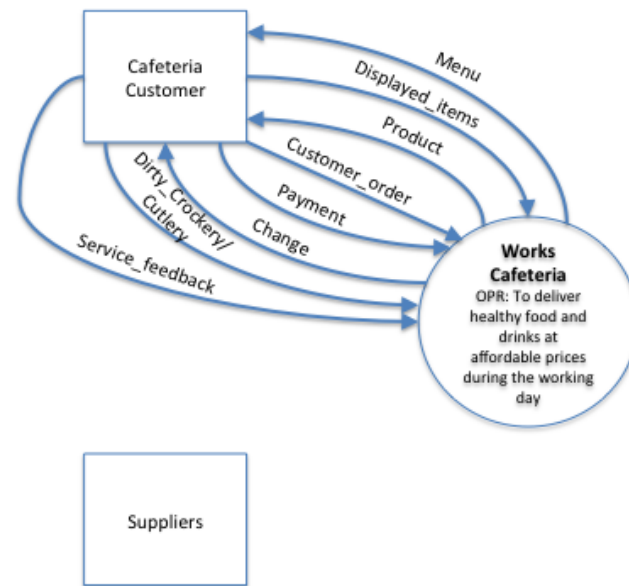 Cafeteria
Customer
Menu
Displayed_items
Product
Customer_order
Payment
Change
Dirty_Crockery/
Cutlery
Service_feedback
Works
Cafeteria
OPR: To deliver
healthy food and
drinks at
affordable prices
during the working
day
Suppliers